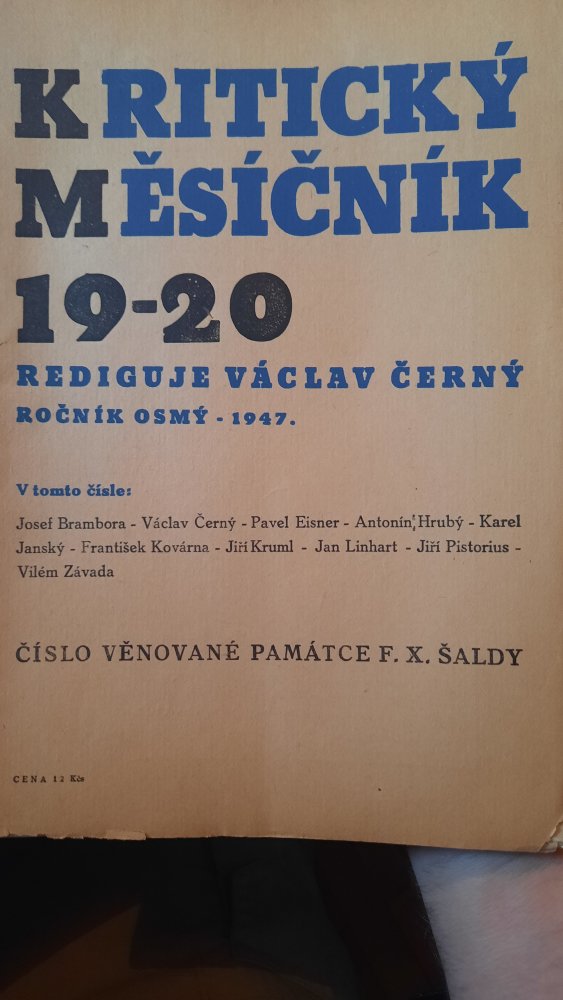 KRITICKÝ
MĚSÍČNÍK
19-20
REDIGUJE VÁCLAV ČERNÝ
ROČNÍK OSMÝ - 1947.
V tomto čísle:
Josef Brambora - Václav Černý - Pavel Eisner - Antonín Hrubý - Karel
Janský - František Kovárna - Jiří Kruml - Jan Linhart - Jiří Pistorius -
Vilém Závada
ČÍSLO VĚNOVANÉ PAMÁTCE F. X. ŠALDY
CENA 12 Kčs